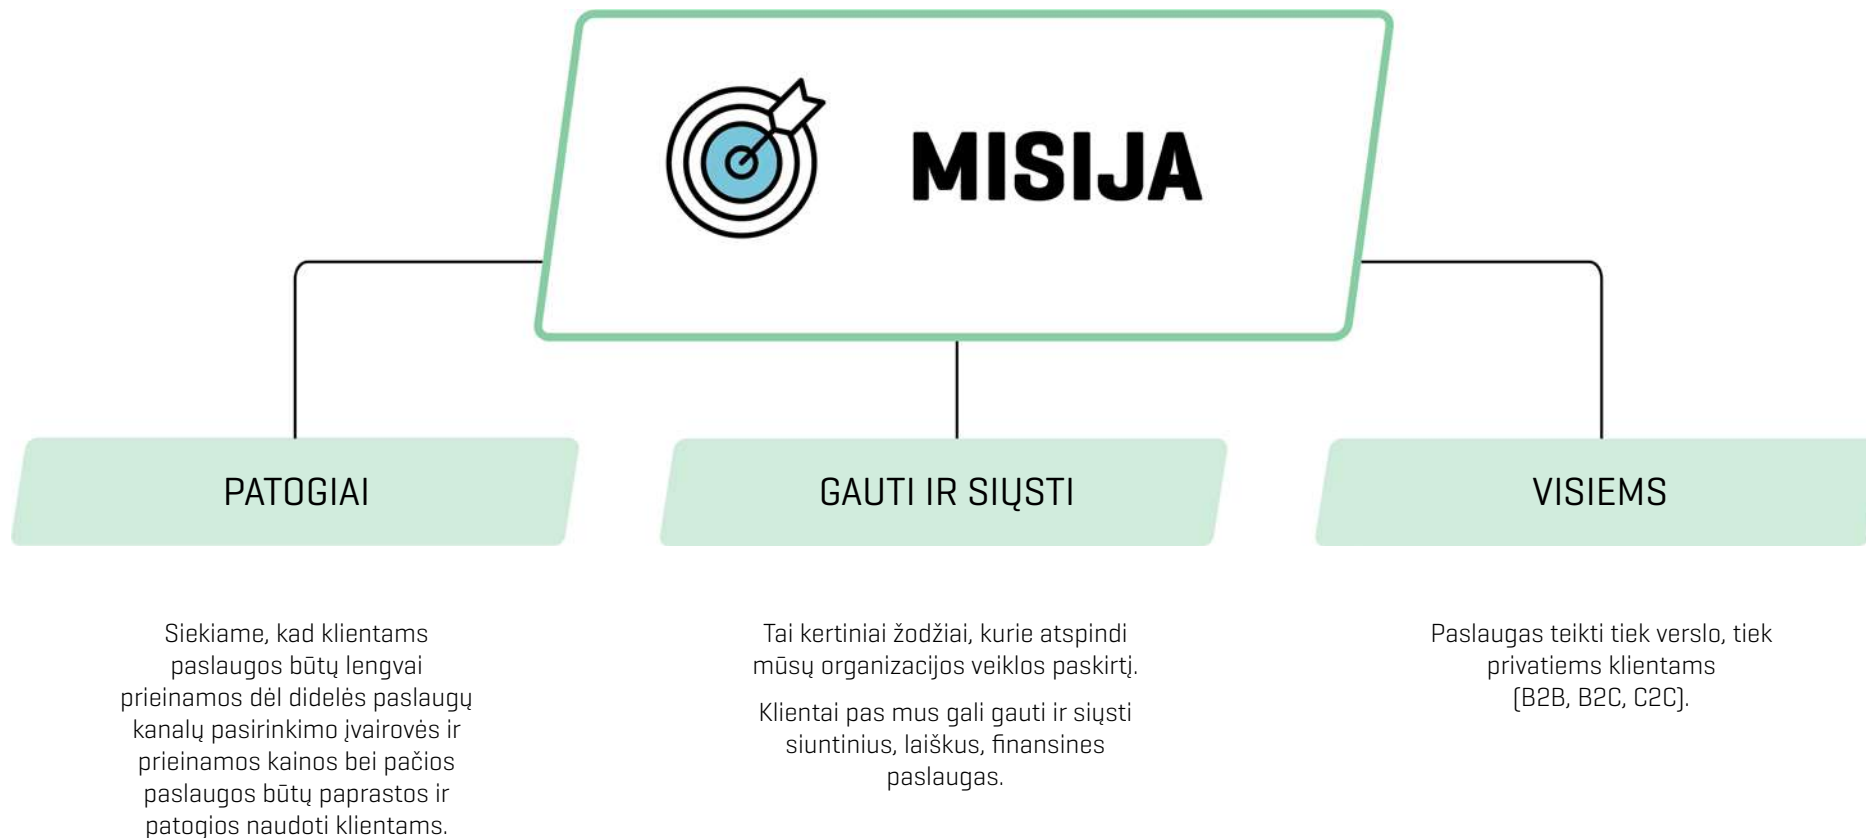 MISIJA
PATOGIAI
Siekiame, kad klientams
paslaugos būtų lengvai
prieinamos dėl didelės paslaugų
kanalų pasirinkimo įvairovės ir
prieinamos kainos bei pačios
paslaugos būtų paprastos ir
patogios naudoti klientams.
GAUTI IR SIŲSTI
Tai kertiniai žodžiai, kurie atspindi
mūsų organizacijos veiklos paskirtį.
Klientai pas mus gali gauti ir siųsti
siuntinius, laiškus, finansines
paslaugas.
VISIEMS
Paslaugas teikti tiek verslo, tiek
privatiems klientams
(B2B, B2C, C2C).